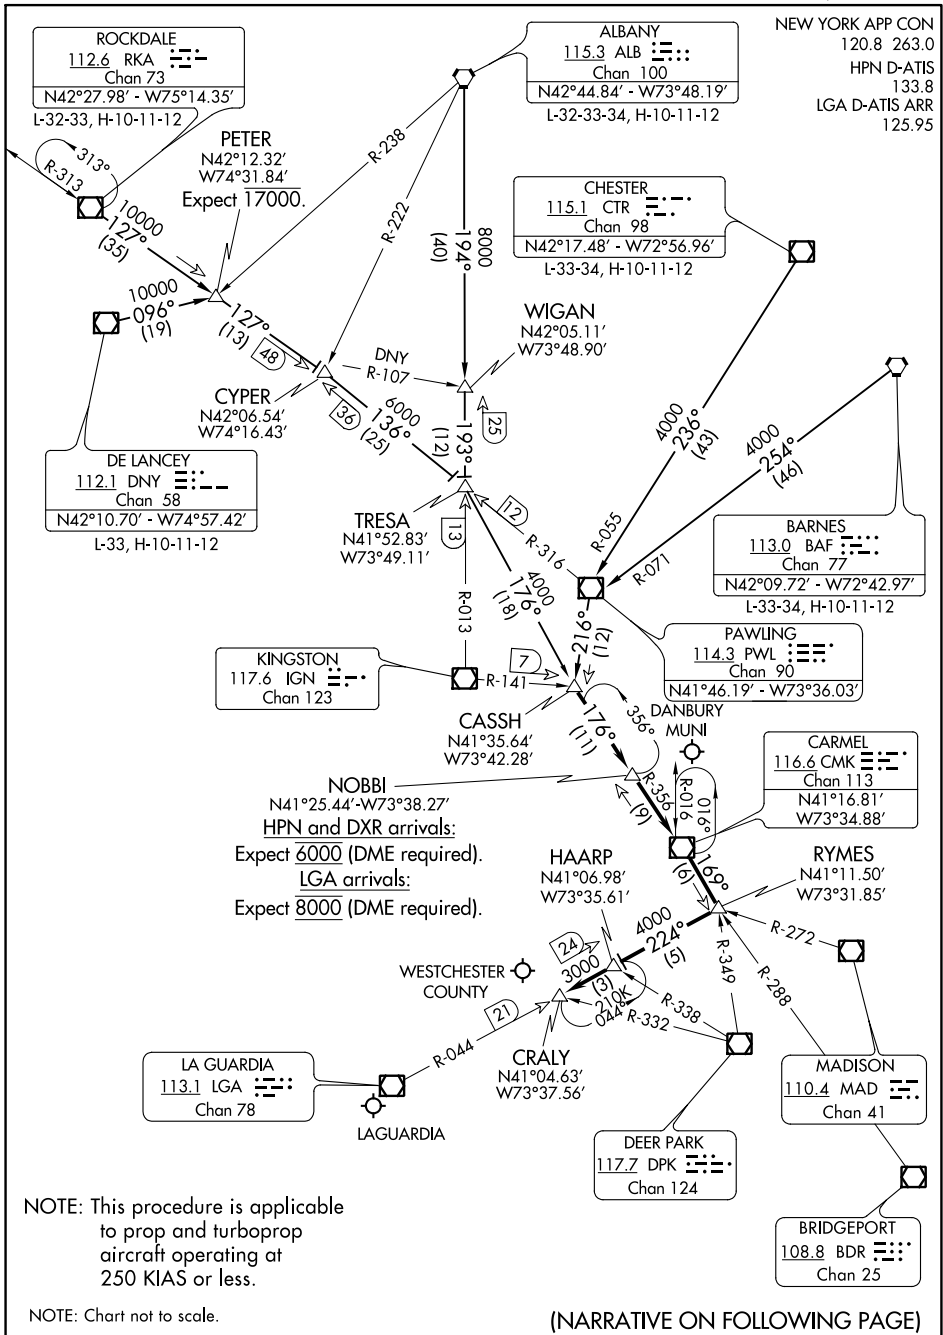 NEW YORK APP CON
120.8 263.0
HPN D-ATIS
133.8
LGA D-ATIS ARR
125.95
ROCKDALE
112.6 RKA
Chan 73
N42°27.98' - W75°14.35'
L-32-33, H-10-11-12
ALBANY
115.3 ALB
Chan 100
N42°44.84' - W73°48.19'
L-32-33-34, H-10-11-12
PETER
N42°12.32'
W74°31.84'
Expect 17000.
R-313
313°
10000
127°
(35)
R-238
R-222
8000
194°
(40)
CHESTER
115.1 CTR
Chan 98
N42°17.48' - W72°56.96'
L-33-34, H-10-11-12
10000
096°
(19)
127°
(13)
48
WIGAN
N42°05.11'
W73°48.90'
DNY
R-107
CYPER
N42°06.54'
W74°16.43'
36
6000
136°
(25)
193°
(12)
25
4000
236°
(43)
4000
254°
(46)
DE LANCEY
112.1 DNY
Chan 58
N42°10.70' - W74°57.42'
L-33, H-10-11-12
TRESA
N41°52.83'
W73°49.11'
13
12
R-316
R-055
R-071
BARNES
113.0 BAF
Chan 77
N42°09.72' - W72°42.97'
L-33-34, H-10-11-12
R-013
4000
176°
(18)
216°
(12)
PAWLING
114.3 PWL
Chan 90
N41°46.19' - W73°36.03'
KINGSTON
117.6 IGN
Chan 123
R-141
7
CASSH
N41°35.64'
W73°42.28'
176°
(11)
356°
DANBURY
MUNI
CARMEL
116.6 CMK
Chan 113
N41°16.81'
W73°34.88'
NOBBI
N41°25.44'-W73°38.27'
R-356
(9)
R-016
016°
HPN and DXR arrivals:
Expect 6000 (DME required).
LGA arrivals:
Expect 8000 (DME required).
HAARP
N41°06.98'
W73°35.61'
169°
(6)
RYMES
N41°11.50'
W73°31.85'
4000
224°
(5)
R-272
R-349
R-288
WESTCHESTER
COUNTY
24
3000
(3)
210K
044°
R-338
R-332
21
R-044
CRALY
N41°04.63'
W73°37.56'
LA GUARDIA
113.1 LGA
Chan 78
LAGUARDIA
MADISON
110.4 MAD
Chan 41
DEER PARK
117.7 DPK
Chan 124
BRIDGEPORT
108.8 BDR
Chan 25
NOTE: This procedure is applicable
to prop and turboprop
aircraft operating at
250 KIAS or less.
NOTE: Chart not to scale.
(NARRATIVE ON FOLLOWING PAGE)